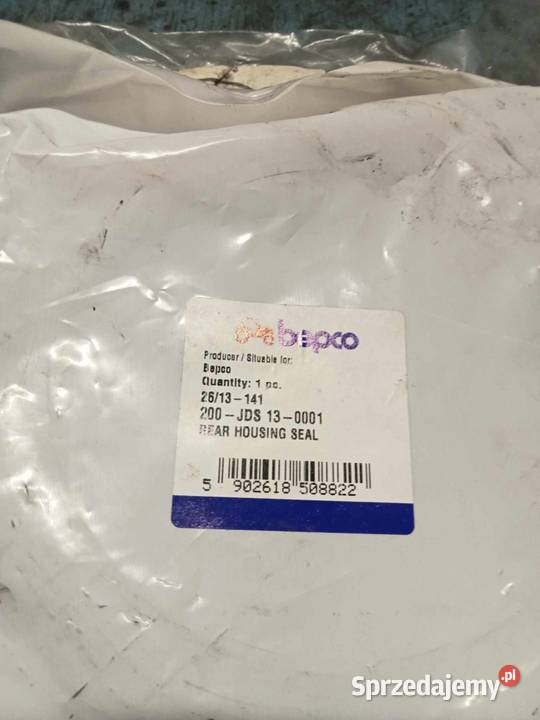 bepco
Producer / Situable for:
Bepco
Quantity: 1 pc.
26/13-141
200-JDS 13-0001
REAR HOUSING SEAL
5 902618 508822
Sprzedajemy.pl